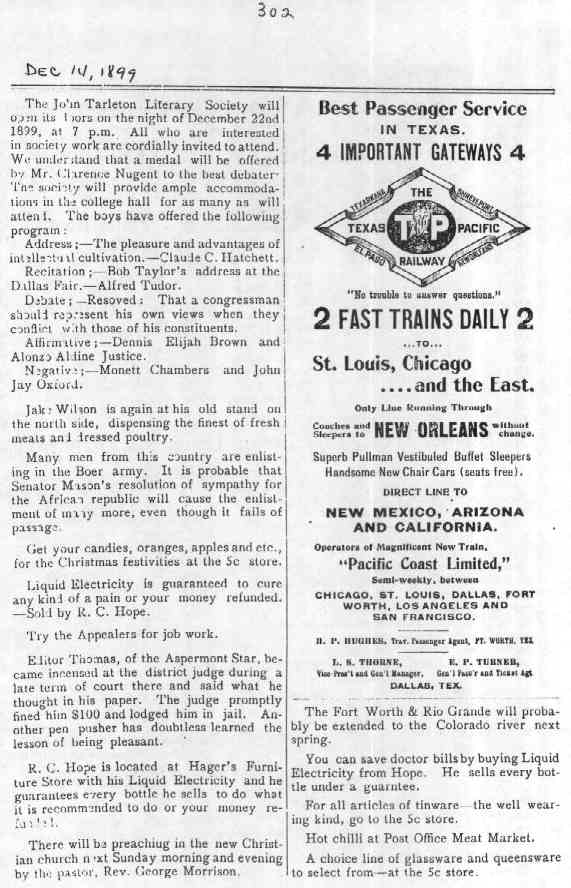 302
DEC 14, 1899
The John Tarleton Literary Society will
open its doors on the night of December 22nd
1899, at 7 p.m. All who are interested
in society work are cordially invited to attend.
We understand that a medal will be offered
by Mr. Clarence Nugent to the best debater-
The society will provide ample accommoda-
tions in the college hall for as many as will
attend. The boys have offered the following
program:
Address;—The pleasure and advantages of
intellectual cultivation.—Claude C. Hatchett.
Recitation;—Bob Taylor's address at the
Dallas Fair.—Alfred Tudor.
Debate;—Resoved: That a congressman
should represent his own views when they
conflict with those of his constituents.
Affirmative;—Dennis Elijah Brown and
Alonzo Aldine Justice.
Negative;—Monett Chambers and John
Jay Oxford.
Jake Wilson is again at his old stand on
the north side, dispensing the finest of fresh
meats and dressed poultry.
Many men from this country are enlist-
ing in the Boer army. It is probable that
Senator Mason's resolution of sympathy for
the African republic will cause the enlist-
ment of many more, even though it fails of
passage.
Get your candies, oranges, apples and etc.,
for the Christmas festivities at the 5c store.
Liquid Electricity is guaranteed to cure
any kind of a pain or your money refunded.
—Sold by R. C. Hope.
Try the Appealers for job work.
Editor Thomas, of the Aspermont Star, be-
came incensed at the district judge during a
late term of court there and said what he
thought in his paper. The judge promptly
fined him $100 and lodged him in jail. An-
other pen pusher has doubtless learned the
lesson of being pleasant.
R. C. Hope is located at Hager's Furni-
ture Store with his Liquid Electricity and he
guarantees every bottle he sells to do what
it is recommended to do or your money re-
funded.
There will be preaching in the new Christ-
ian church next Sunday morning and evening
by the pastor, Rev. George Morrison.
Best Passenger Service
IN TEXAS.
4 IMPORTANT GATEWAYS 4
TEXARKANA
THE
SHREVEPORT
TEXAS
T P
PACIFIC
EL PASO
RAILWAY
NEW ORLEANS
"No trouble to answer questions."
2 FAST TRAINS DAILY 2
...TO...
St. Louis, Chicago
....and the East.
Only Line Running Through
Coaches and
Sleepers to NEW ORLEANS without
change.
Superb Pullman Vestibuled Buffet Sleepers
Handsome New Chair Cars (seats free).
DIRECT LINE TO
NEW MEXICO, ARIZONA
AND CALIFORNIA.
Operators of Magnificent New Train,
"Pacific Coast Limited,"
Semi-weekly, between
CHICAGO, ST. LOUIS, DALLAS, FORT
WORTH, LOS ANGELES AND
SAN FRANCISCO.
H. P. HUGHES, Trav. Passenger Agent, FT. WORTH, TEX
L. S. THORNE, E. P. TURNER,
Vice-Pres't and Gen'l Manager, Gen'l Pass'r and Ticket Agt
DALLAS, TEX.
The Fort Worth & Rio Grande will proba-
bly be extended to the Colorado river next
spring.
You can save doctor bills by buying Liquid
Electricity from Hope. He sells every bot-
tle under a guarntee.
For all articles of tinware—the well wear-
ing kind, go to the 5c store.
Hot chilli at Post Office Meat Market.
A choice line of glassware and queensware
to select from—at the 5c store.